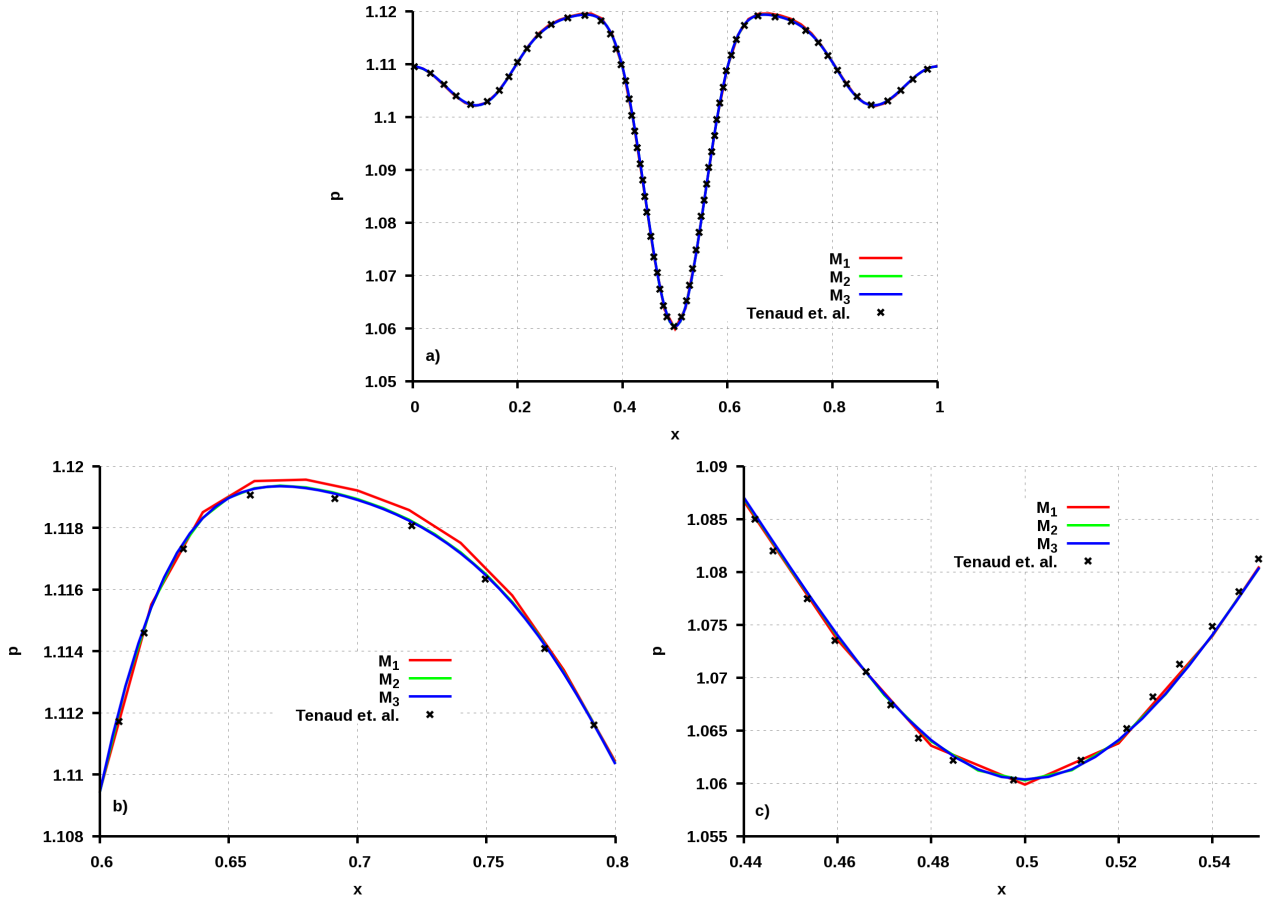 1.12
1.11
1.1
1.09
1.08
1.07
1.06
1.05
p
M1
M2
M3
Tenaud et. al.
a)
0 0.2 0.4 0.6 0.8 1
x
1.12
1.118
1.116
1.114
1.112
1.11
1.108
p
M1
M2
M3
Tenaud et. al.
b)
0.6 0.65 0.7 0.75 0.8
x
1.09
1.085
1.08
1.075
1.07
1.065
1.06
1.055
p
M1
M2
M3
Tenaud et. al.
c)
0.44 0.46 0.48 0.5 0.52 0.54
x